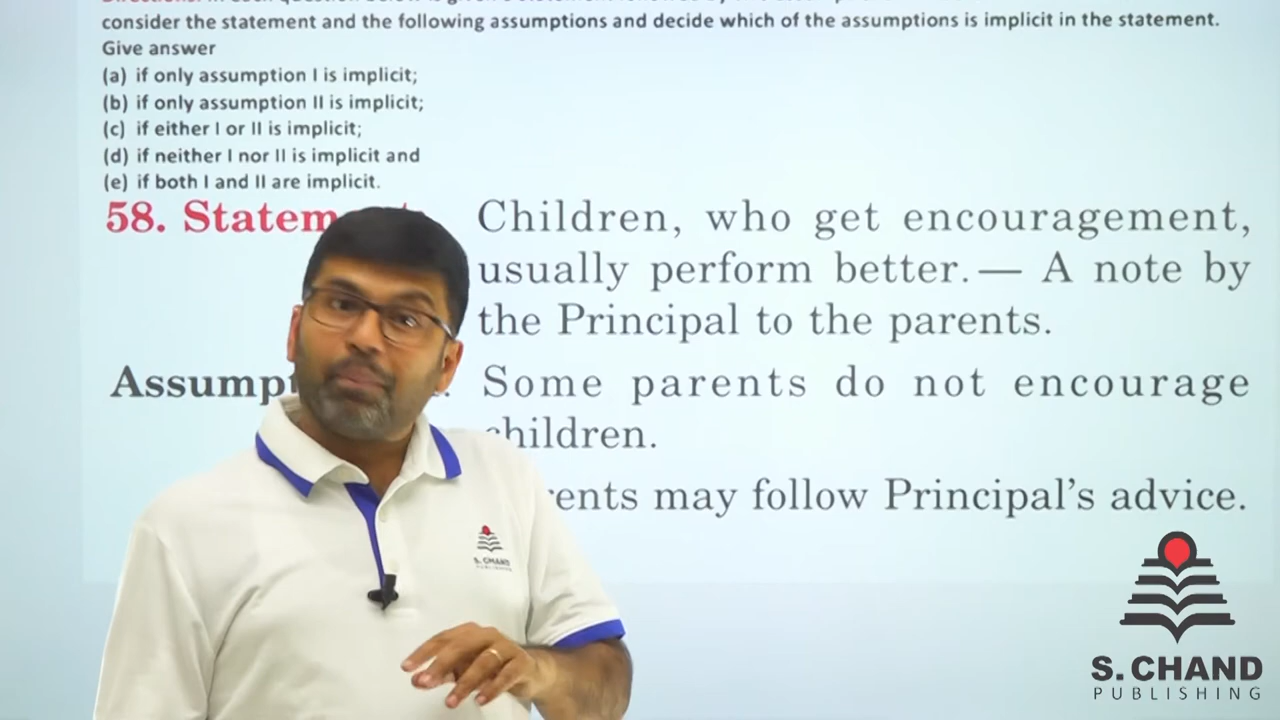 consider the statement and the following assumptions and decide which of the assumptions is implicit in the statement.
Give answer
(a) if only assumption I is implicit;
(b) if only assumption II is implicit;
(c) if either I or II is implicit;
(d) if neither I nor II is implicit and
(e) if both I and II are implicit.
58. Children, who get encouragement,
usually perform better. — A note by
the Principal to the parents.
Some parents do not encourage
children.
may follow Principal's advice.
S. CHAND
PUBLISHING
S. CHAND
PUBLISHING